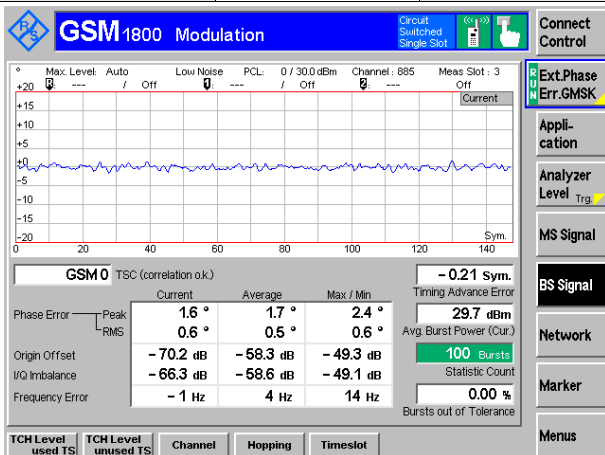 R/S
GSM1800 Modulation
Circuit
Switched
Single Slot
Connect
Control
° Max. Level: Auto Low Noise PCL: 0 / 30.0 dBm Channel : 885 Meas Slot : 3
--- / Off --- / Off --- Off
Current
+20
+15
+10
+5
+0
-5
-10
-15
-20
Sym.
0 20 40 60 80 100 120 140
GSM 0 TSC (correlation o.k.)
Current Average Max / Min
Phase Error Peak 1.6 ° 1.7 ° 2.4 °
RMS 0.6 ° 0.5 ° 0.6 °
Origin Offset – 70.2 dB – 58.3 dB – 49.3 dB
I/Q Imbalance – 66.3 dB – 58.6 dB – 49.1 dB
Frequency Error – 1 Hz 4 Hz 14 Hz
– 0.21 Sym.
Timing Advance Error
29.7 dBm
Avg. Burst Power (Cur.)
100 Bursts
Statistic Count
0.00 %
Bursts out of Tolerance
RUN
Ext.Phase
Err.GMSK
Appli-
cation
Analyzer
Level Trg.
MS Signal
BS Signal
Network
Marker
Menus
TCH Level
used TS
TCH Level
unused TS
Channel
Hopping
Timeslot